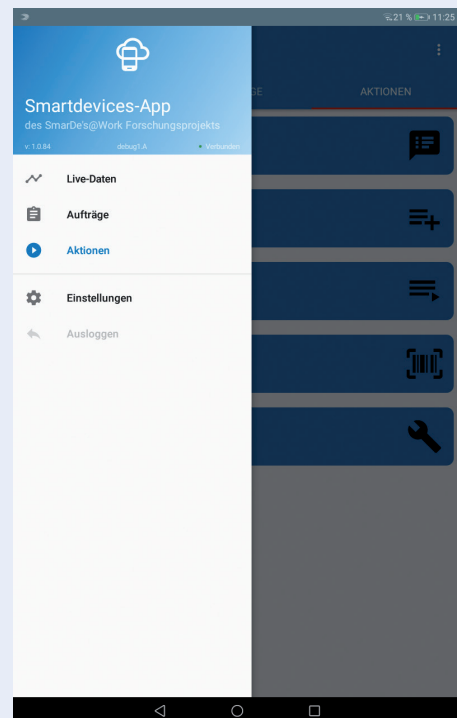 21 % 11:25
Smartdevices-App
des SmarDe's@Work Forschungsprojekts
v: 1.0.84 debug1.A • Verbunden
GE AKTIONEN
Live-Daten
Aufträge
Aktionen
Einstellungen
Ausloggen